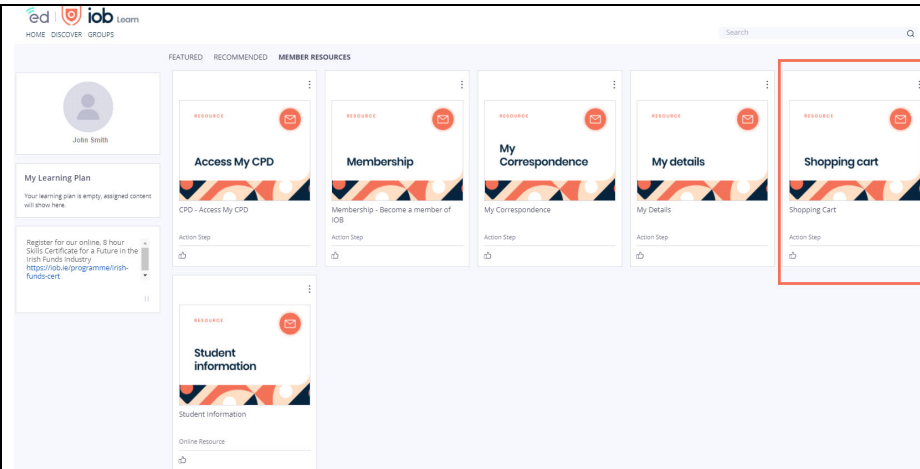 ed iob Learn
HOME DISCOVER GROUPS
Search
FEATURED RECOMMENDED MEMBER RESOURCES
John Smith
My Learning Plan
Your learning plan is empty, assigned content
will show here.
Register for our online, 8 hour
Skills Certificate for a Future in the
Irish Funds Industry
https://iob.ie/programme/irish-
funds-cert
RESOURCE
Access My CPD
CPD - Access My CPD
Action Step
RESOURCE
Membership
Membership - Become a member of
IOB
Action Step
RESOURCE
My
Correspondence
My Correspondence
Action Step
RESOURCE
My details
My Details
Action Step
RESOURCE
Shopping cart
Shopping Cart
Action Step
RESOURCE
Student
information
Student Information
Online Resource